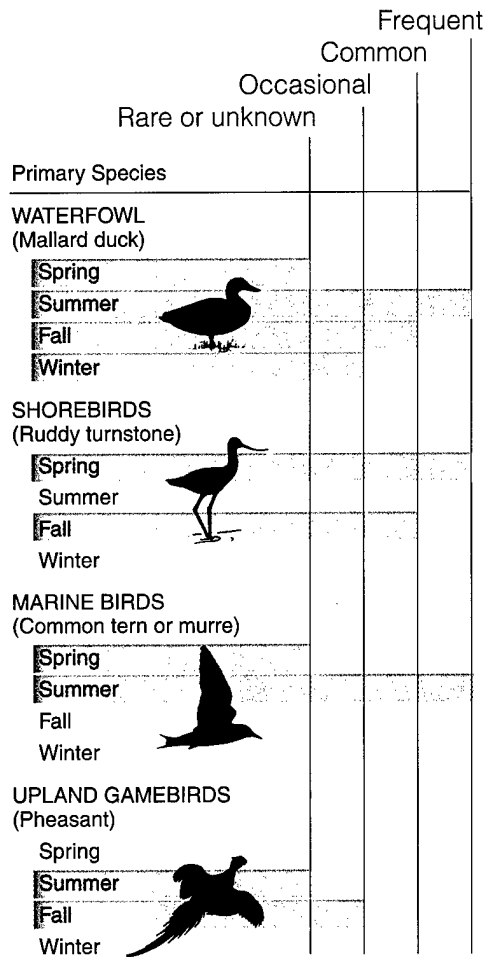 Frequent
Common
Occasional
Rare or unknown
Primary Species
WATERFOWL
(Mallard duck)
Spring
Summer
Fall
Winter
SHOREBIRDS
(Ruddy turnstone)
Spring
Summer
Fall
Winter
MARINE BIRDS
(Common tern or murre)
Spring
Summer
Fall
Winter
UPLAND GAMEBIRDS
(Pheasant)
Spring
Summer
Fall
Winter